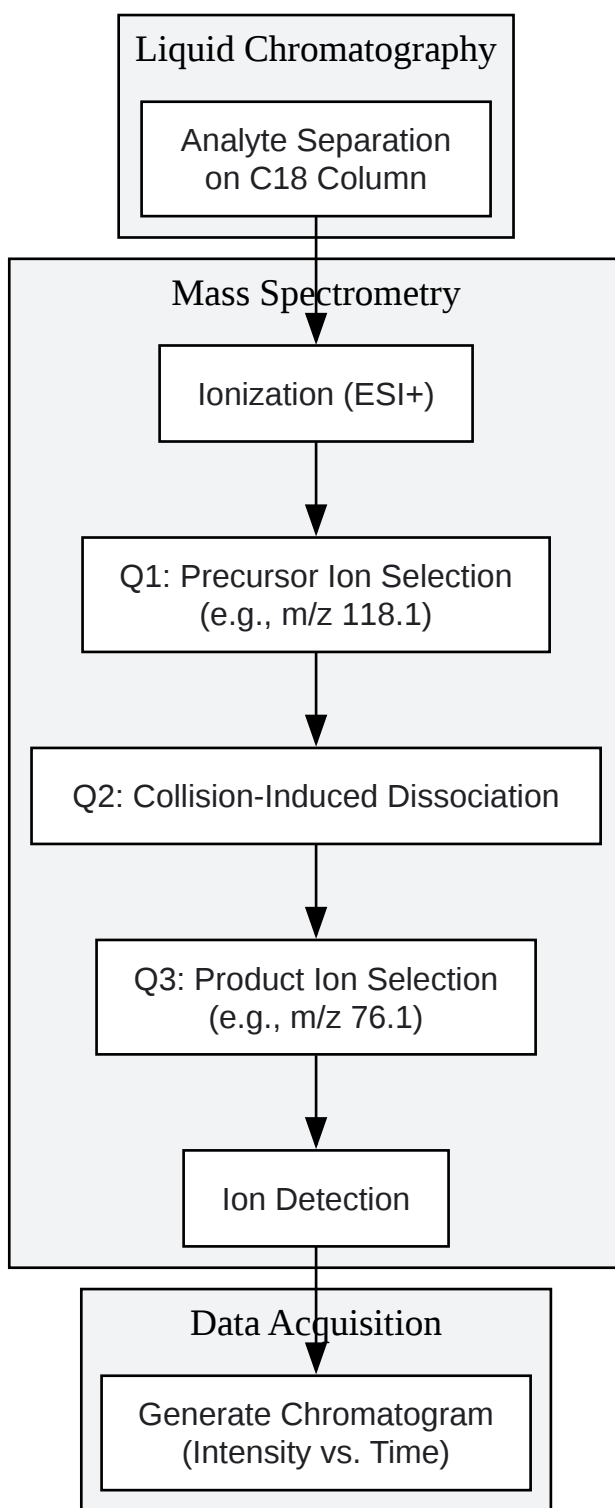 Liquid Chromatography
Analyte Separation
on C18 Column
Mass Spectrometry
Ionization (ESI+)
Q1: Precursor Ion Selection
(e.g., m/z 118.1)
Q2: Collision-Induced Dissociation
Q3: Product Ion Selection
(e.g., m/z 76.1)
Ion Detection
Data Acquisition
Generate Chromatogram
(Intensity vs. Time)